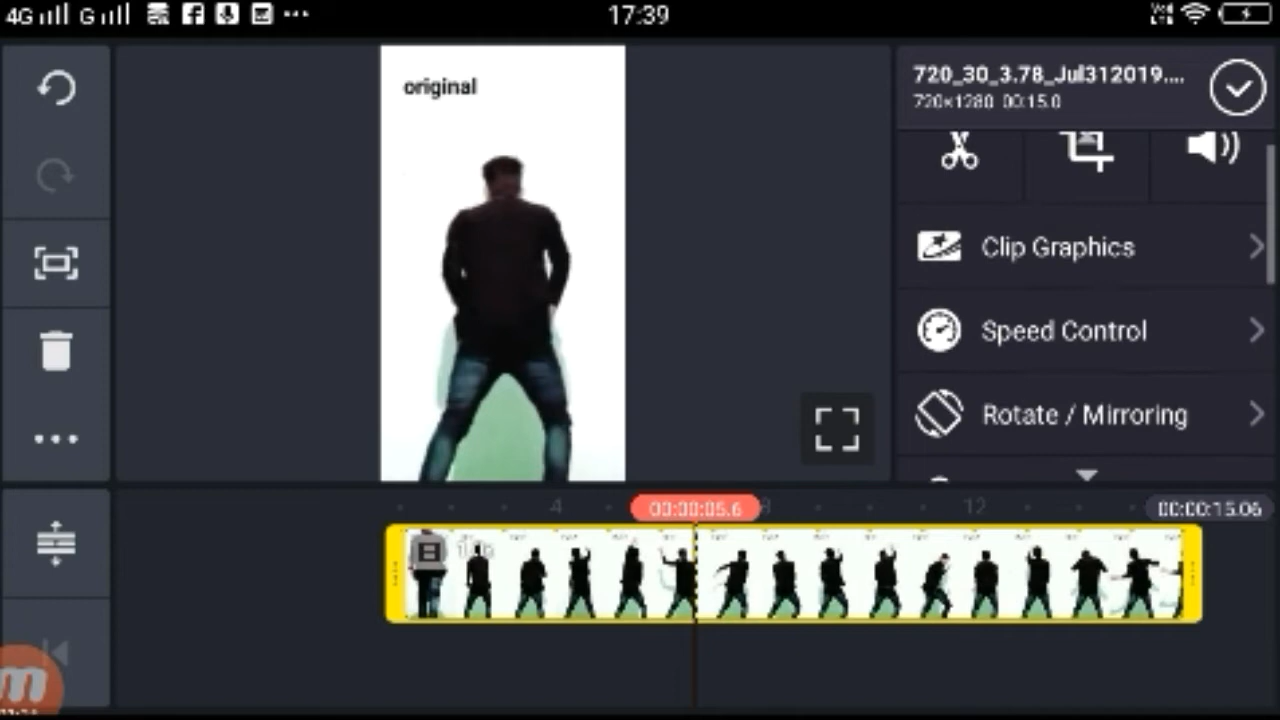 4G G 17:39
original
720_30_3.78_Jul312019....
720×1280 00:15.0
Clip Graphics
Speed Control
Rotate / Mirroring
4 00:00:05.6 8 12 00:00:15.06